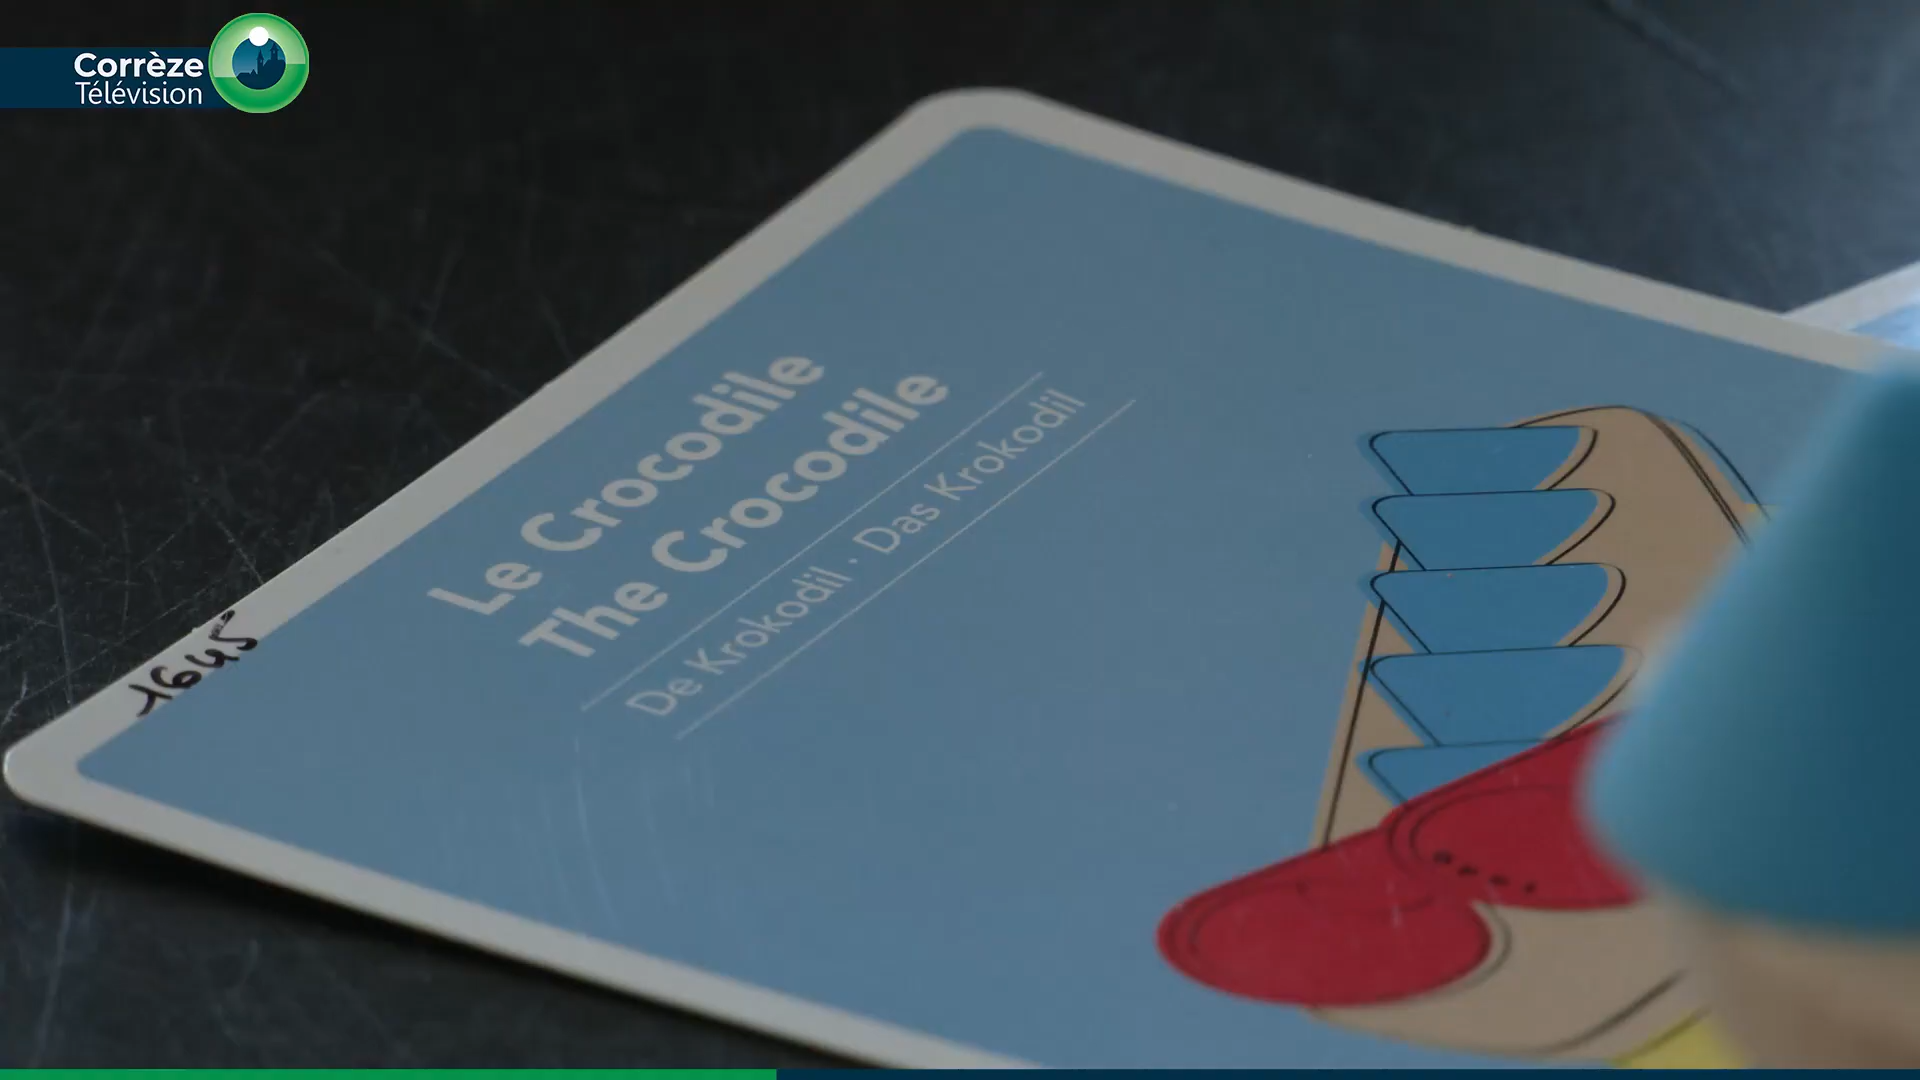 Corrèze
Télévision
Le Crocodile
The Crocodile
De Krokodil · Das Krokodil
1645